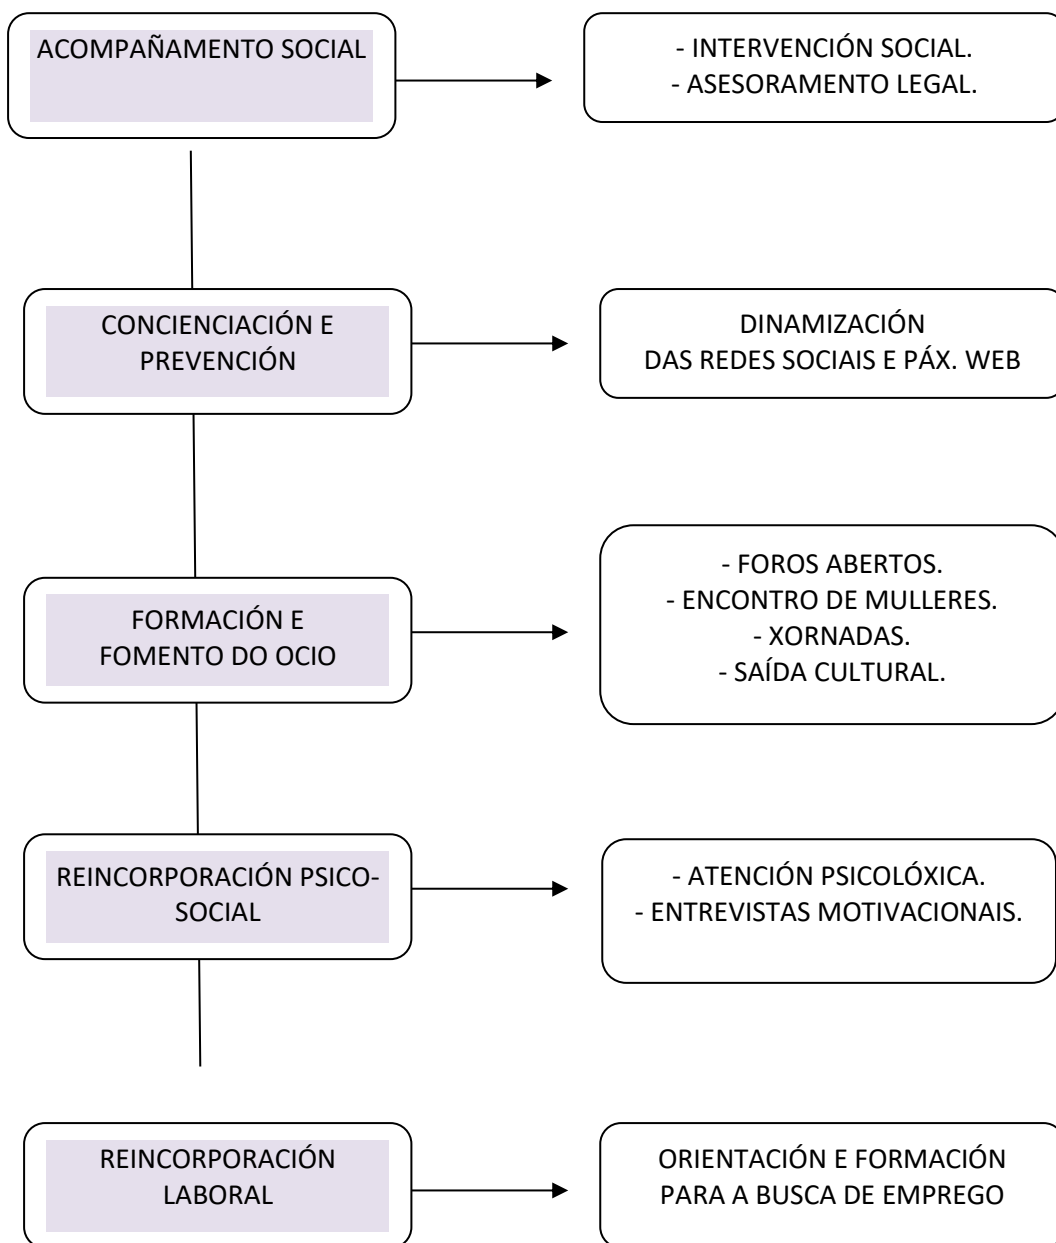 ACOMPAÑAMENTO SOCIAL
- INTERVENCIÓN SOCIAL.
- ASESORAMENTO LEGAL.
CONCIENCIACIÓN E
PREVENCIÓN
DINAMIZACIÓN
DAS REDES SOCIAIS E PÁX. WEB
FORMACIÓN E
FOMENTO DO OCIO
- FOROS ABERTOS.
- ENCONTRO DE MULLERES.
- XORNADAS.
- SAÍDA CULTURAL.
REINCORPORACIÓN PSICO-
SOCIAL
- ATENCIÓN PSICOLÓXICA.
- ENTREVISTAS MOTIVACIONAIS.
REINCORPORACIÓN
LABORAL
ORIENTACIÓN E FORMACIÓN
PARA A BUSCA DE EMPREGO